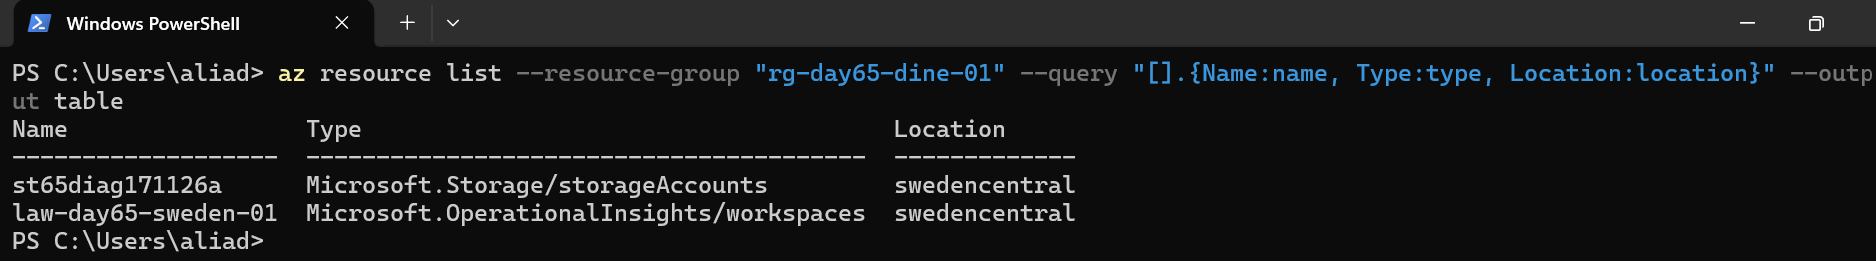 Windows PowerShell
PS C:\Users\aliad> az resource list --resource-group "rg-day65-dine-01" --query "[].{Name:name, Type:type, Location:location}" --outp
ut table
Name                 Type                                      Location
-------------------  ----------------------------------------  -------------
st65diag171126a      Microsoft.Storage/storageAccounts         swedencentral
law-day65-sweden-01  Microsoft.OperationalInsights/workspaces  swedencentral
PS C:\Users\aliad>